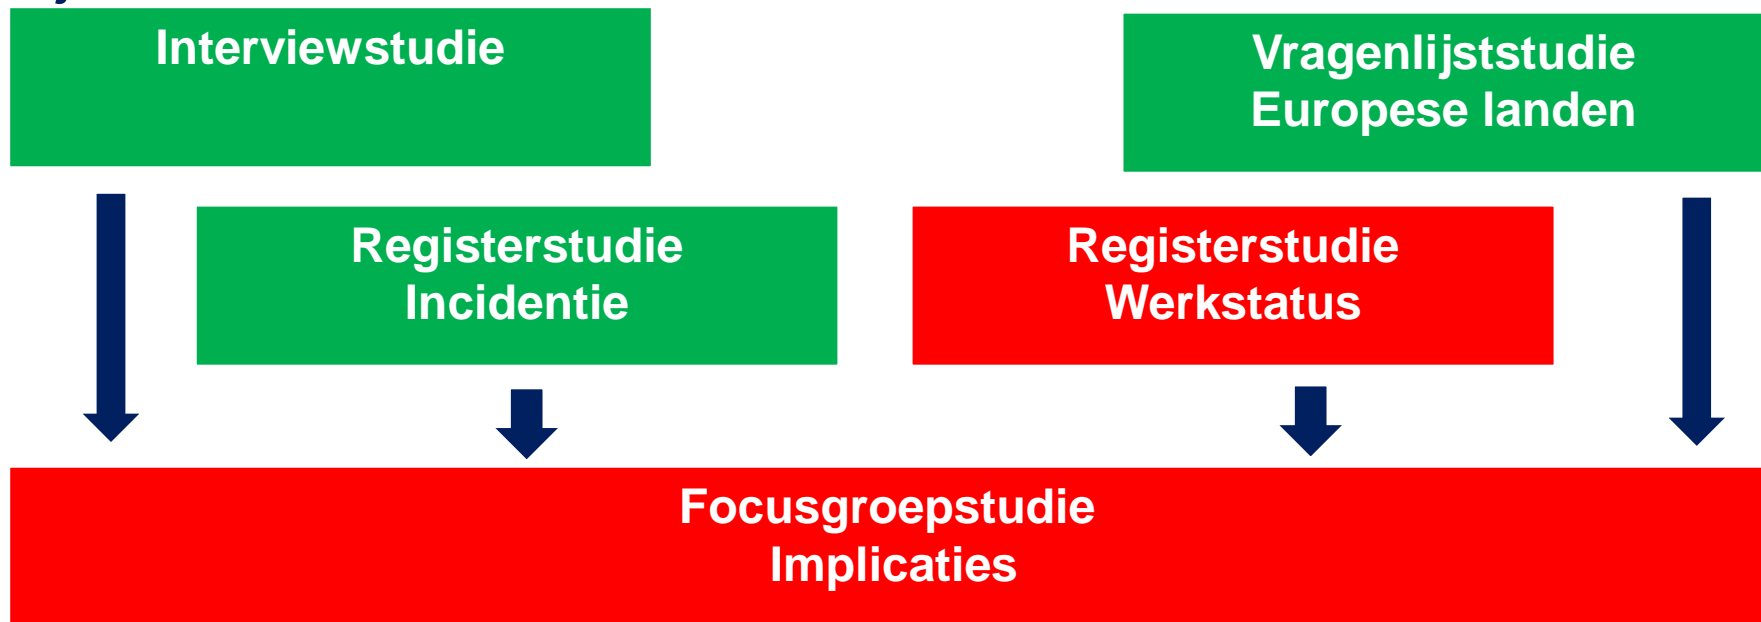 Interviewstudie
Vragenlijststudie
Europese landen
Registerstudie
Incidentie
Registerstudie
Werkstatus
Focusgroepstudie
Implicaties